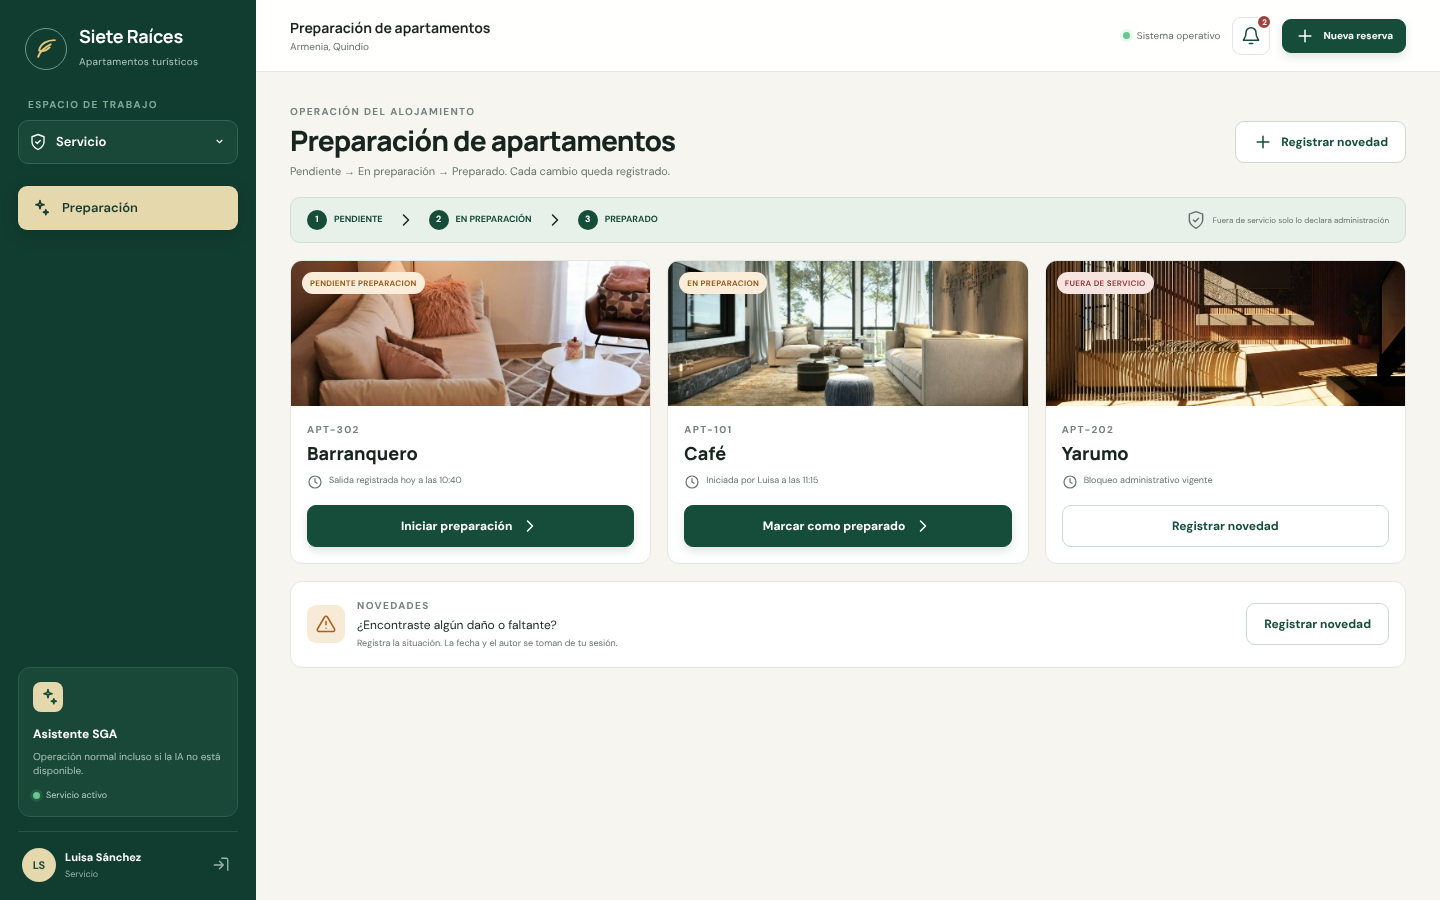 Siete Raíces
Apartamentos turísticos
ESPACIO DE TRABAJO
Servicio
Preparación
Asistente SGA
Operación normal incluso si la IA no está
disponible.
Servicio activo
LS
Luisa Sánchez
Servicio
Preparación de apartamentos
Armenia, Quindío
Sistema operativo
2
Nueva reserva
OPERACIÓN DEL ALOJAMIENTO
Preparación de apartamentos
Pendiente → En preparación → Preparado. Cada cambio queda registrado.
Registrar novedad
1 PENDIENTE
2 EN PREPARACIÓN
3 PREPARADO
Fuera de servicio solo lo declara administración
PENDIENTE PREPARACION
APT-302
Barranquero
Salida registrada hoy a las 10:40
Iniciar preparación
EN PREPARACION
APT-101
Café
Iniciada por Luisa a las 11:15
Marcar como preparado
FUERA DE SERVICIO
APT-202
Yarumo
Bloqueo administrativo vigente
Registrar novedad
NOVEDADES
¿Encontraste algún daño o faltante?
Registra la situación. La fecha y el autor se toman de tu sesión.
Registrar novedad